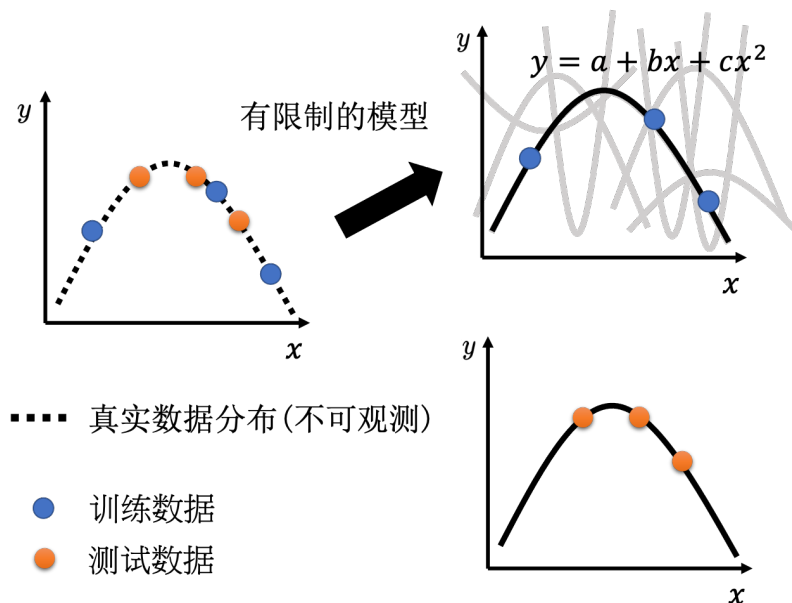 y
y = a + bx + cx²
有限制的模型
y
x
x
y
真实数据分布(不可观测)
训练数据
测试数据
x